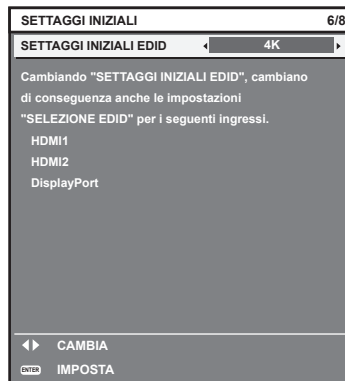 SETTAGGI INIZIALI 6/8
SETTAGGI INIZIALI EDID 4K
Cambiando "SETTAGGI INIZIALI EDID", cambiano
di conseguenza anche le impostazioni
"SELEZIONE EDID" per i seguenti ingressi.
HDMI1
HDMI2
DisplayPort
CAMBIA
ENTER IMPOSTA